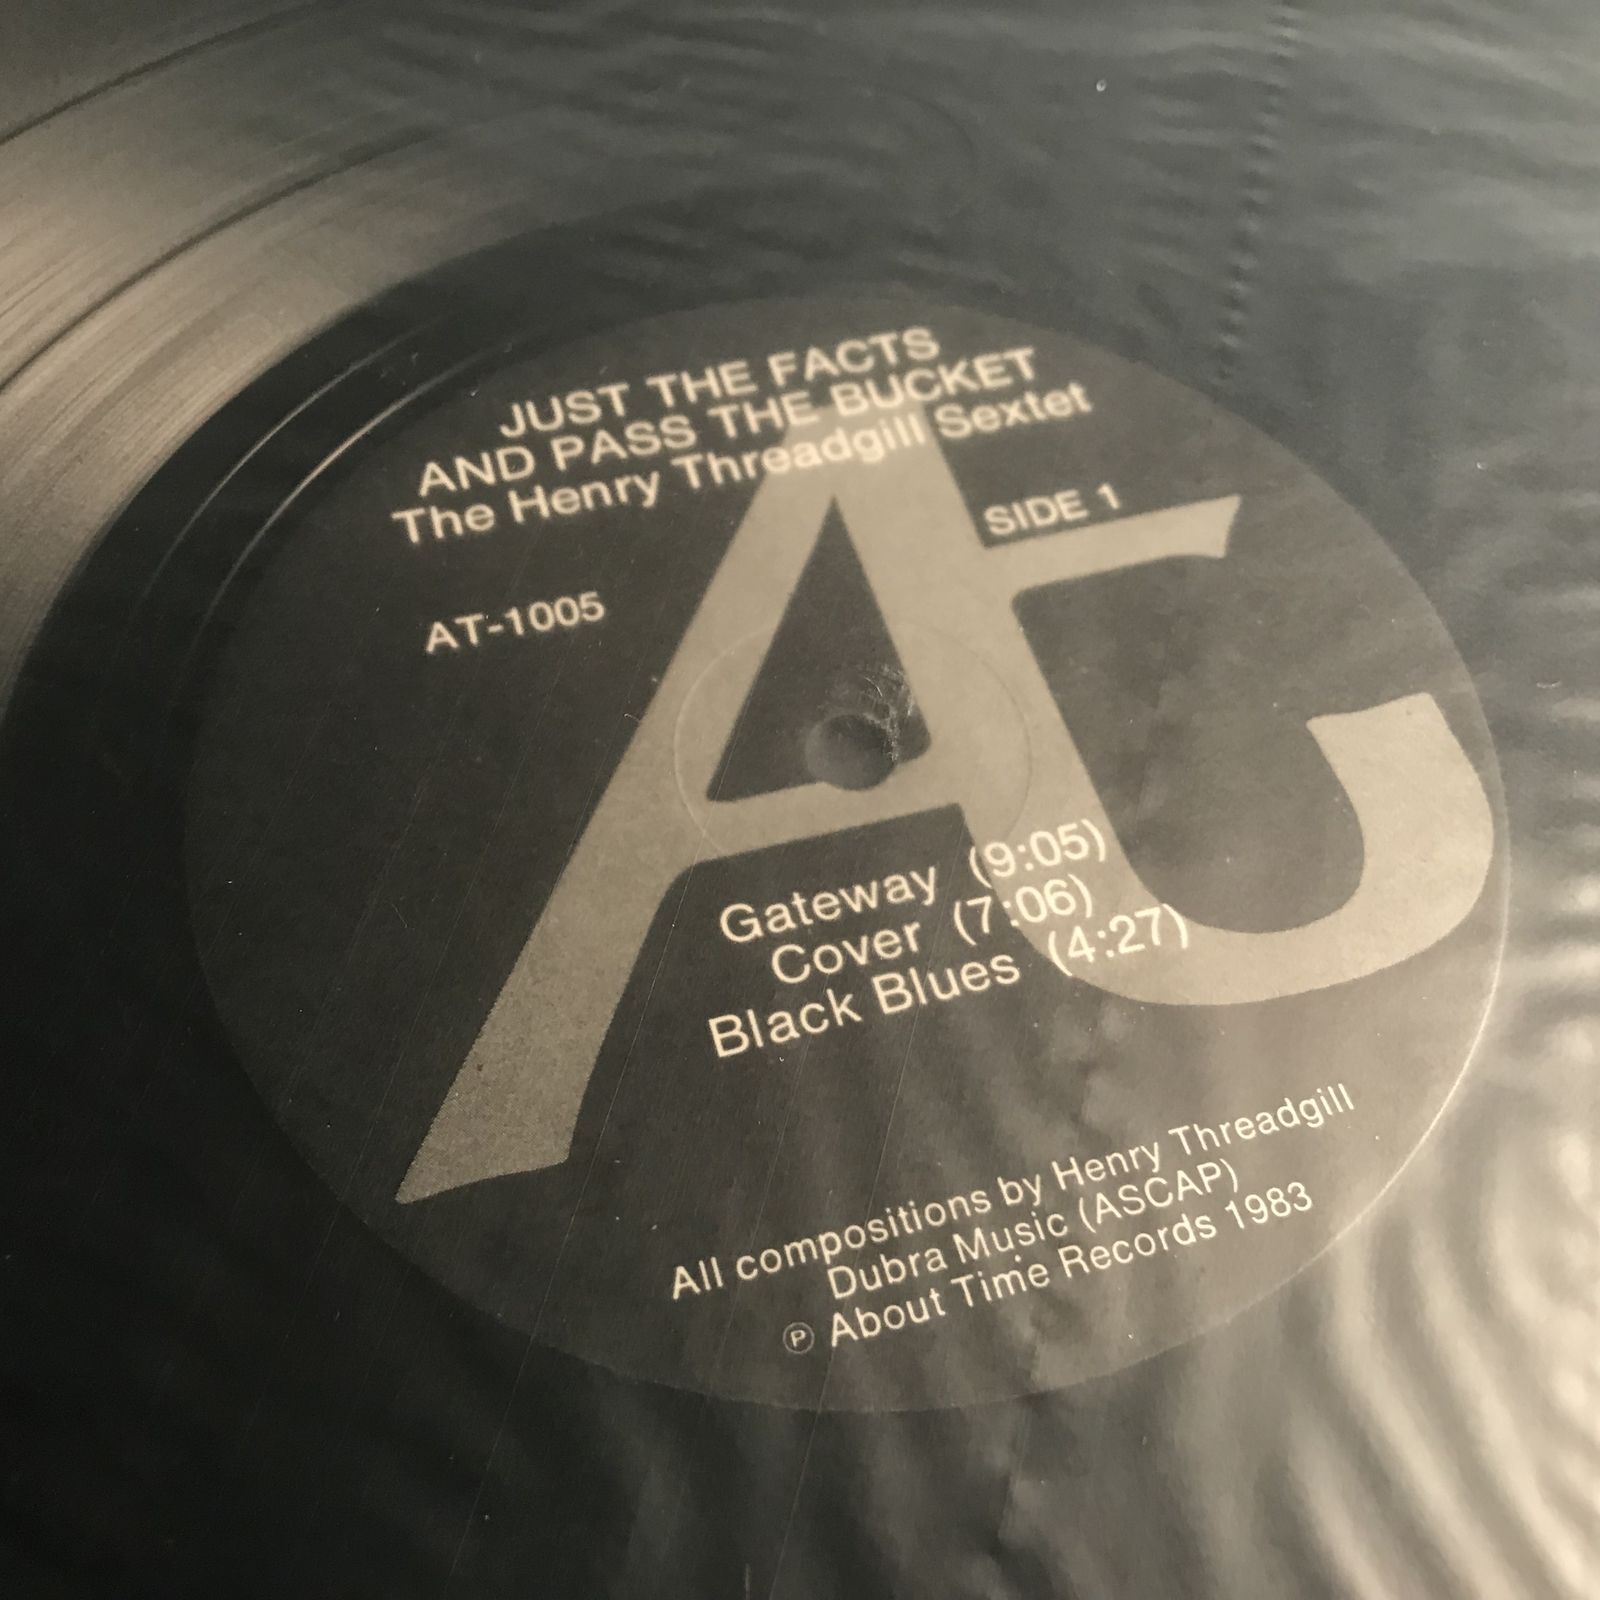 JUST THE FACTS
AND PASS THE BUCKET
The Henry Threadgill Sextet
SIDE 1
AT-1005
At
Gateway (9:05)
Cover (7:06)
Black Blues (4:27)
All compositions by Henry Threadgill
Dubra Music (ASCAP)
℗ About Time Records 1983